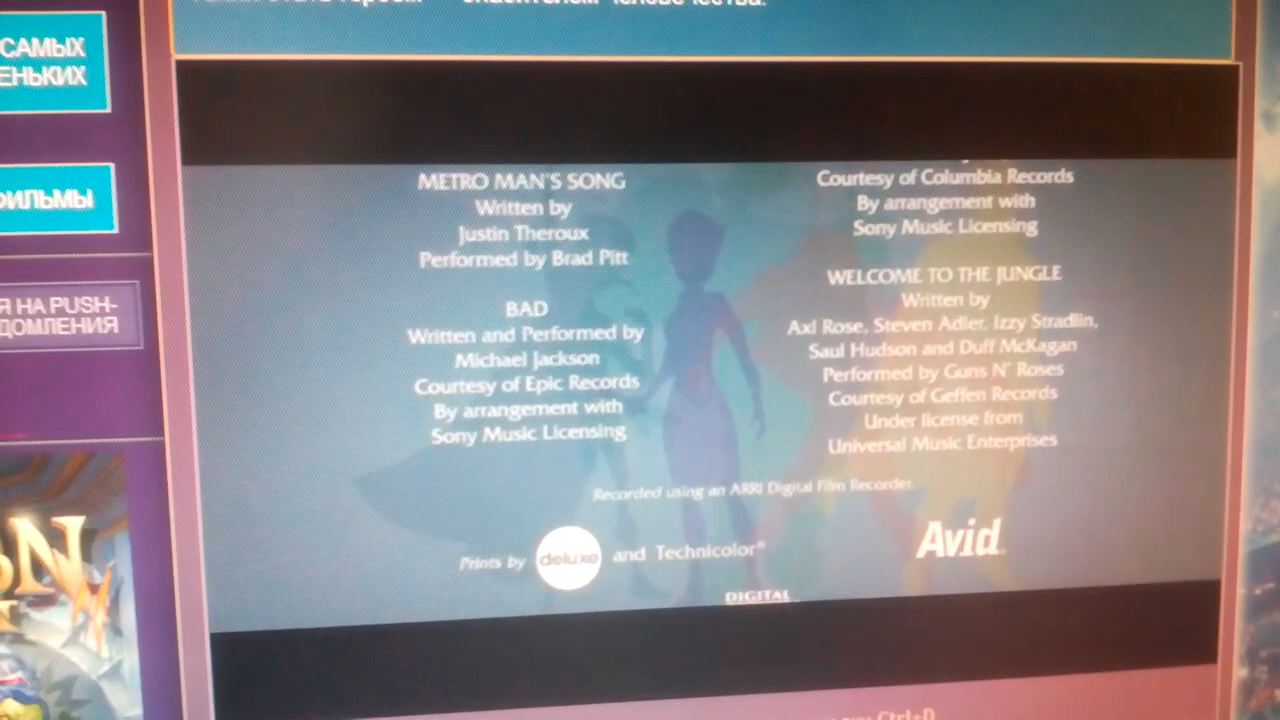 САМЫХ
ЕНЬКИХ
ФИЛЬМЫ
Я НА PUSH-
ДОМЛЕНИЯ
METRO MAN'S SONG
Written by
Justin Theroux
Performed by Brad Pitt
BAD
Written and Performed by
Michael Jackson
Courtesy of Epic Records
By arrangement with
Sony Music Licensing
Courtesy of Columbia Records
By arrangement with
Sony Music Licensing
WELCOME TO THE JUNGLE
Written by
Axl Rose, Steven Adler, Izzy Stradlin,
Saul Hudson and Duff McKagan
Performed by Guns N' Roses
Courtesy of Geffen Records
Under license from
Universal Music Enterprises
Recorded using an ARRI Digital Film Recorder.
Prints by deluxe and Technicolor®
Avid
DIGITAL
Ctrl+D